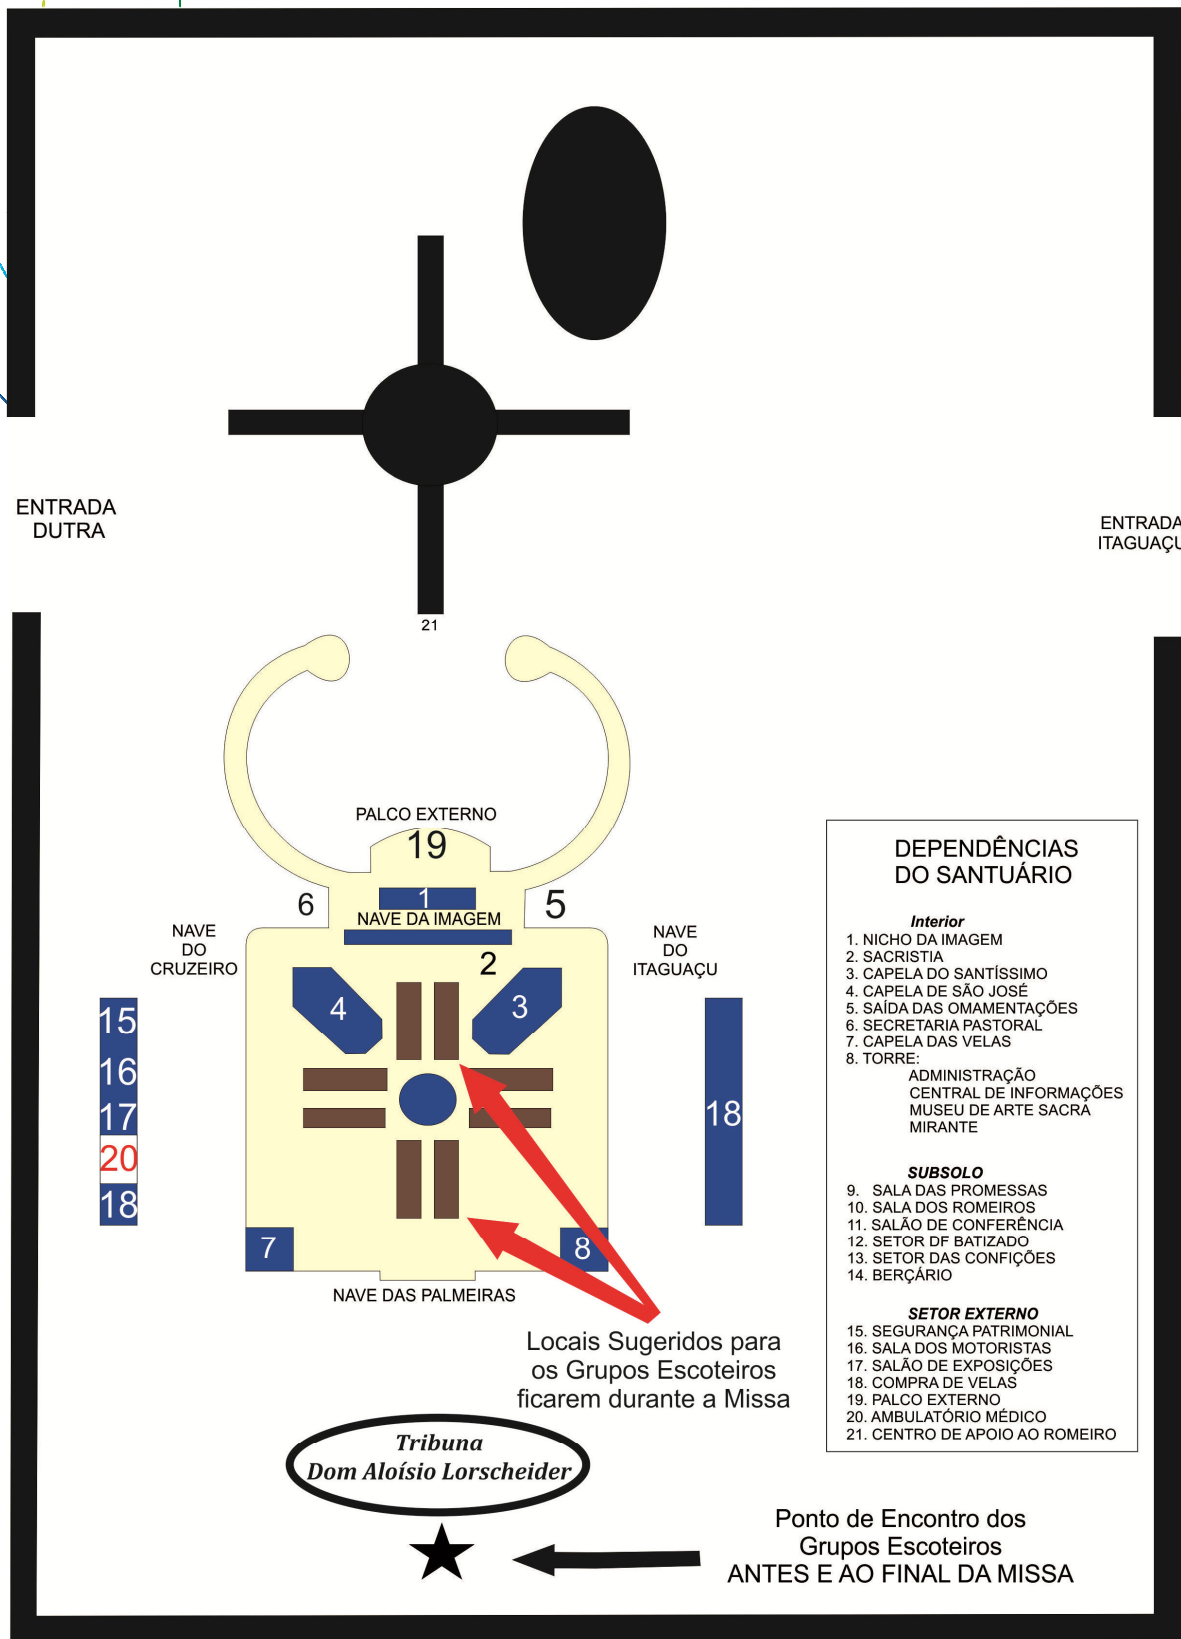 ENTRADA
DUTRA
ENTRADA
ITAGUAÇU
21
PALCO EXTERNO
19
1
6
5
NAVE DA IMAGEM
NAVE
DO
CRUZEIRO
NAVE
DO
ITAGUAÇU
2
4
3
15
16
17
20
18
18
7
8
NAVE DAS PALMEIRAS
Locais Sugeridos para
os Grupos Escoteiros
ficarem durante a Missa
DEPENDÊNCIAS
DO SANTUÁRIO
Interior
1. NICHO DA IMAGEM
2. SACRISTIA
3. CAPELA DO SANTÍSSIMO
4. CAPELA DE SÃO JOSÉ
5. SAÍDA DAS OMAMENTAÇÕES
6. SECRETARIA PASTORAL
7. CAPELA DAS VELAS
8. TORRE:
ADMINISTRAÇÃO
CENTRAL DE INFORMAÇÕES
MUSEU DE ARTE SACRA
MIRANTE
SUBSOLO
9. SALA DAS PROMESSAS
10. SALA DOS ROMEIROS
11. SALÃO DE CONFERÊNCIA
12. SETOR DF BATIZADO
13. SETOR DAS CONFIÇÕES
14. BERÇÁRIO
SETOR EXTERNO
15. SEGURANÇA PATRIMONIAL
16. SALA DOS MOTORISTAS
17. SALÃO DE EXPOSIÇÕES
18. COMPRA DE VELAS
19. PALCO EXTERNO
20. AMBULATÓRIO MÉDICO
21. CENTRO DE APOIO AO ROMEIRO
Tribuna
Dom Aloísio Lorscheider
Ponto de Encontro dos
Grupos Escoteiros
ANTES E AO FINAL DA MISSA